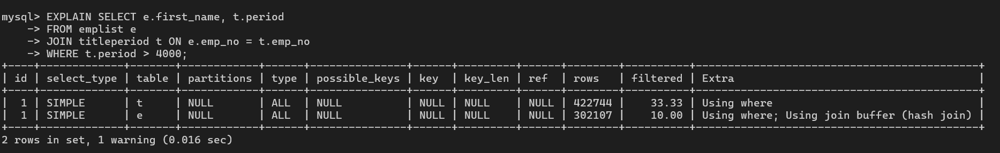 mysql> EXPLAIN SELECT e.first_name, t.period
    -> FROM emplist e
    -> JOIN titleperiod t ON e.emp_no = t.emp_no
    -> WHERE t.period > 4000;
+----+-------------+-------+------------+------+---------------+------+---------+------+--------+----------+--------------------------------------------+
| id | select_type | table | partitions | type | possible_keys | key  | key_len | ref  | rows   | filtered | Extra                                      |
+----+-------------+-------+------------+------+---------------+------+---------+------+--------+----------+--------------------------------------------+
|  1 | SIMPLE      | t     | NULL       | ALL  | NULL          | NULL | NULL    | NULL | 422744 |    33.33 | Using where                                |
|  1 | SIMPLE      | e     | NULL       | ALL  | NULL          | NULL | NULL    | NULL | 302107 |    10.00 | Using where; Using join buffer (hash join) |
+----+-------------+-------+------------+------+---------------+------+---------+------+--------+----------+--------------------------------------------+
2 rows in set, 1 warning (0.016 sec)